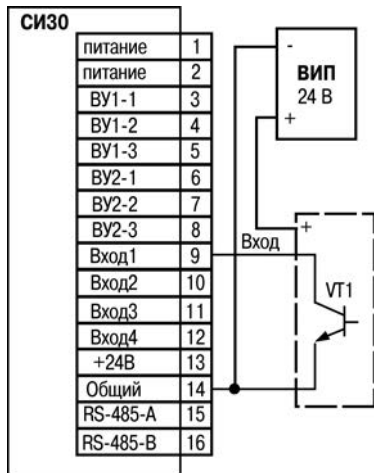 СИ30
питание 1
питание 2
ВУ1-1 3
ВУ1-2 4
ВУ1-3 5
ВУ2-1 6
ВУ2-2 7
ВУ2-3 8
Вход1 9
Вход2 10
Вход3 11
Вход4 12
+24В 13
Общий 14
RS-485-A 15
RS-485-B 16
-
ВИП
24 В
+
Вход
+
VT1